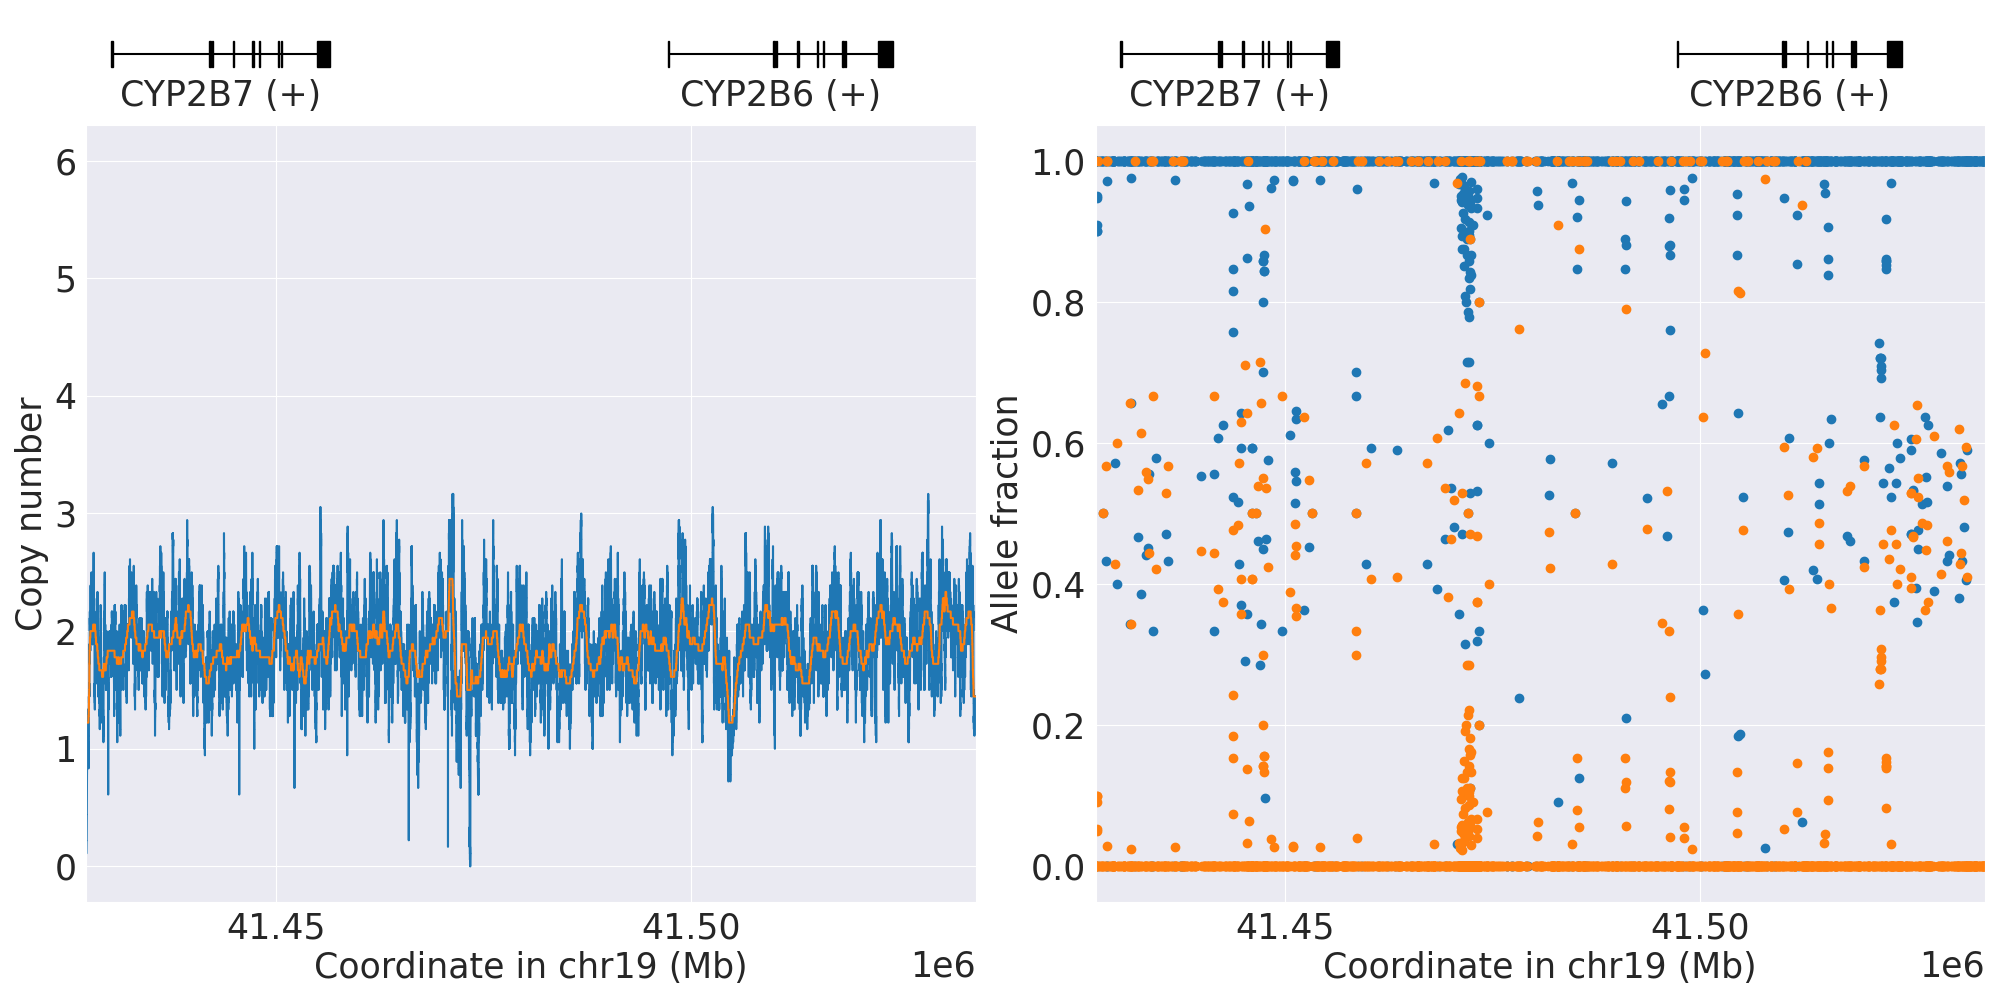 CYP2B7 (+)
CYP2B6 (+)
Copy number
6
5
4
3
2
1
0
41.45
41.50
Coordinate in chr19 (Mb)
1e6
CYP2B7 (+)
CYP2B6 (+)
Allele fraction
1.0
0.8
0.6
0.4
0.2
0.0
41.45
41.50
Coordinate in chr19 (Mb)
1e6